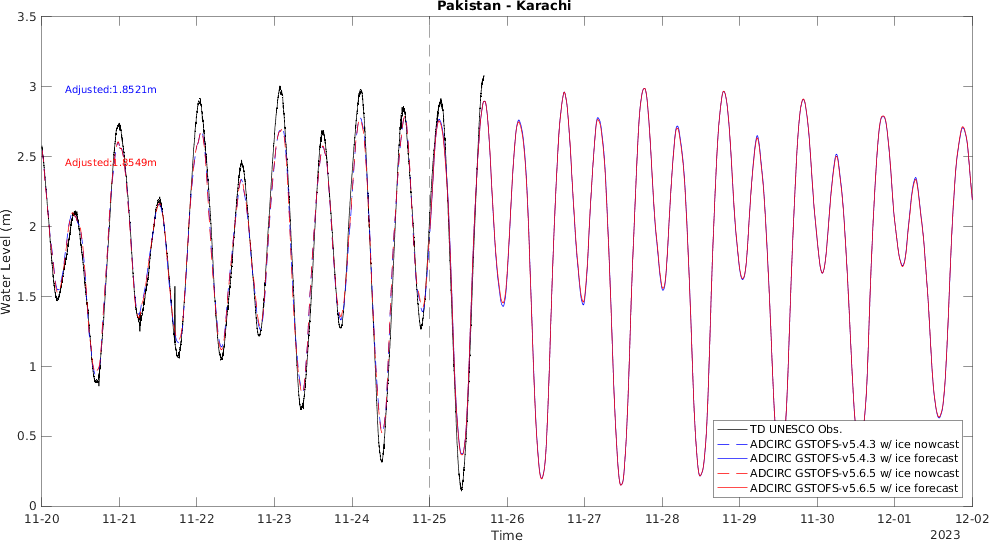 Pakistan - Karachi
3.5
3
2.5
2
1.5
1
0.5
0
Water Level (m)
Adjusted:1.8521m
Adjusted:1.8549m
TD UNESCO Obs.
ADCIRC GSTOFS-v5.4.3 w/ ice nowcast
ADCIRC GSTOFS-v5.4.3 w/ ice forecast
ADCIRC GSTOFS-v5.6.5 w/ ice nowcast
ADCIRC GSTOFS-v5.6.5 w/ ice forecast
11-20 11-21 11-22 11-23 11-24 11-25 11-26 11-27 11-28 11-29 11-30 12-01 12-02
Time
2023